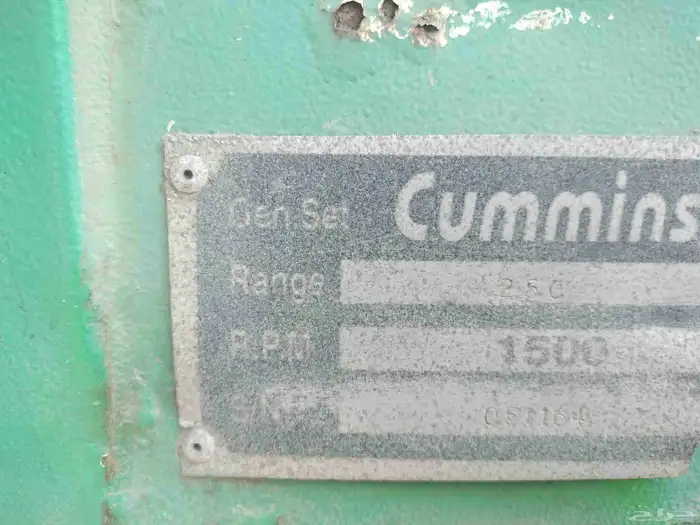 Gen.Set Cummins
Range 250
R.P.M 1500
S/N